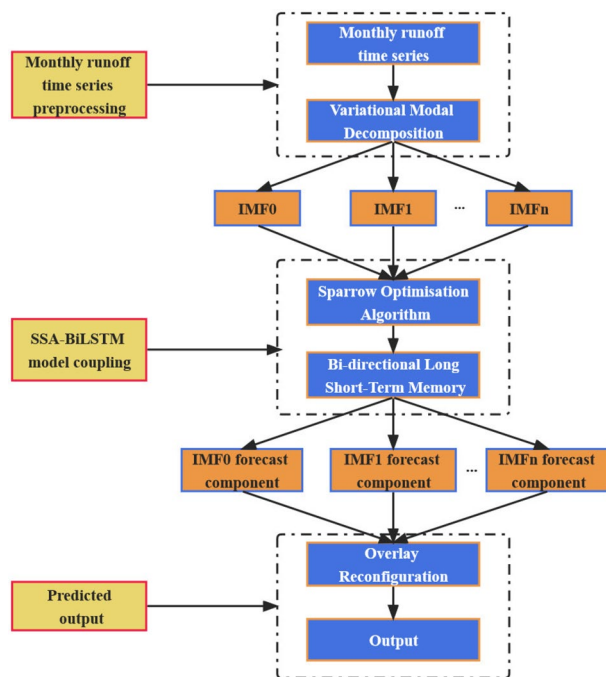 Monthly runoff
time series
preprocessing
Monthly runoff
time series
Variational Modal
Decomposition
IMF0
IMF1
...
IMFn
SSA-BiLSTM
model coupling
Sparrow Optimisation
Algorithm
Bi-directional Long
Short-Term Memory
IMF0 forecast
component
IMF1 forecast
component
...
IMFn forecast
component
Predicted
output
Overlay
Reconfiguration
Output